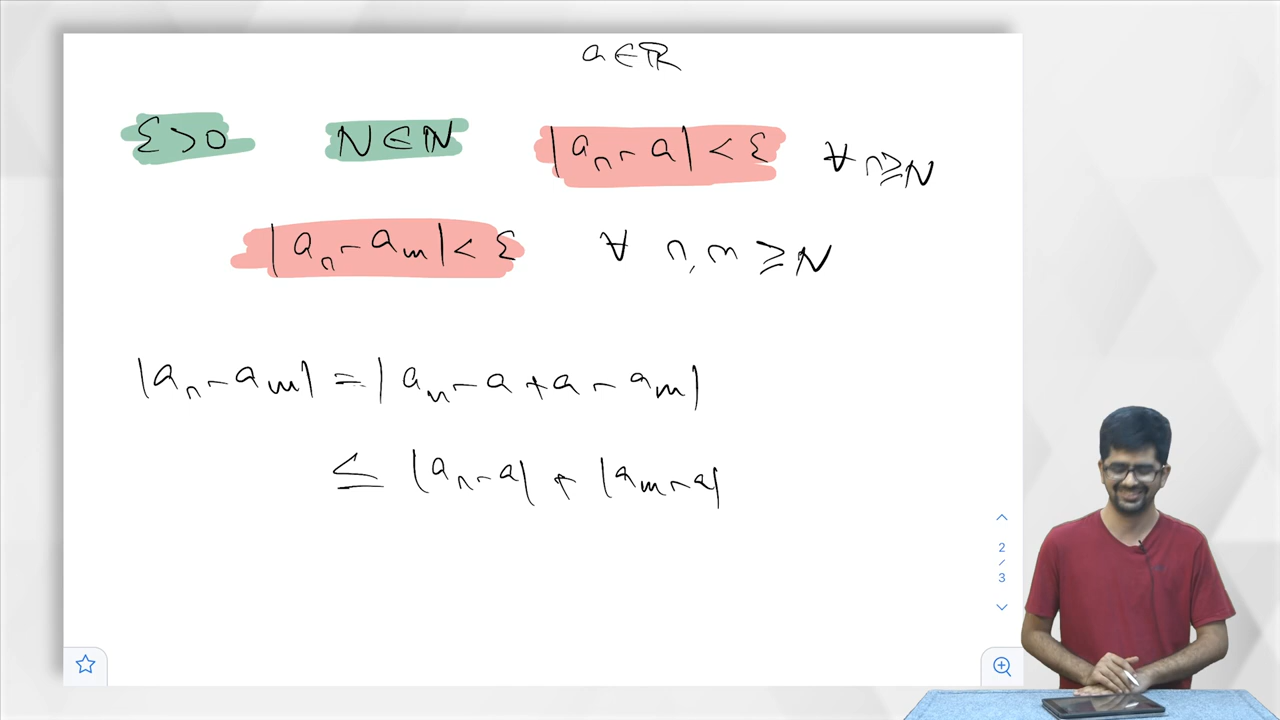 a ∈ ℝ
ε > 0 N ∈ ℕ |aₙ - a| < ε ∀ n ≥ N
|aₙ - aₘ| < ε ∀ n, m ≥ N
|aₙ - aₘ| = |aₙ - a + a - aₘ|
≤ |aₙ - a| + |aₘ - a|
2
/
3